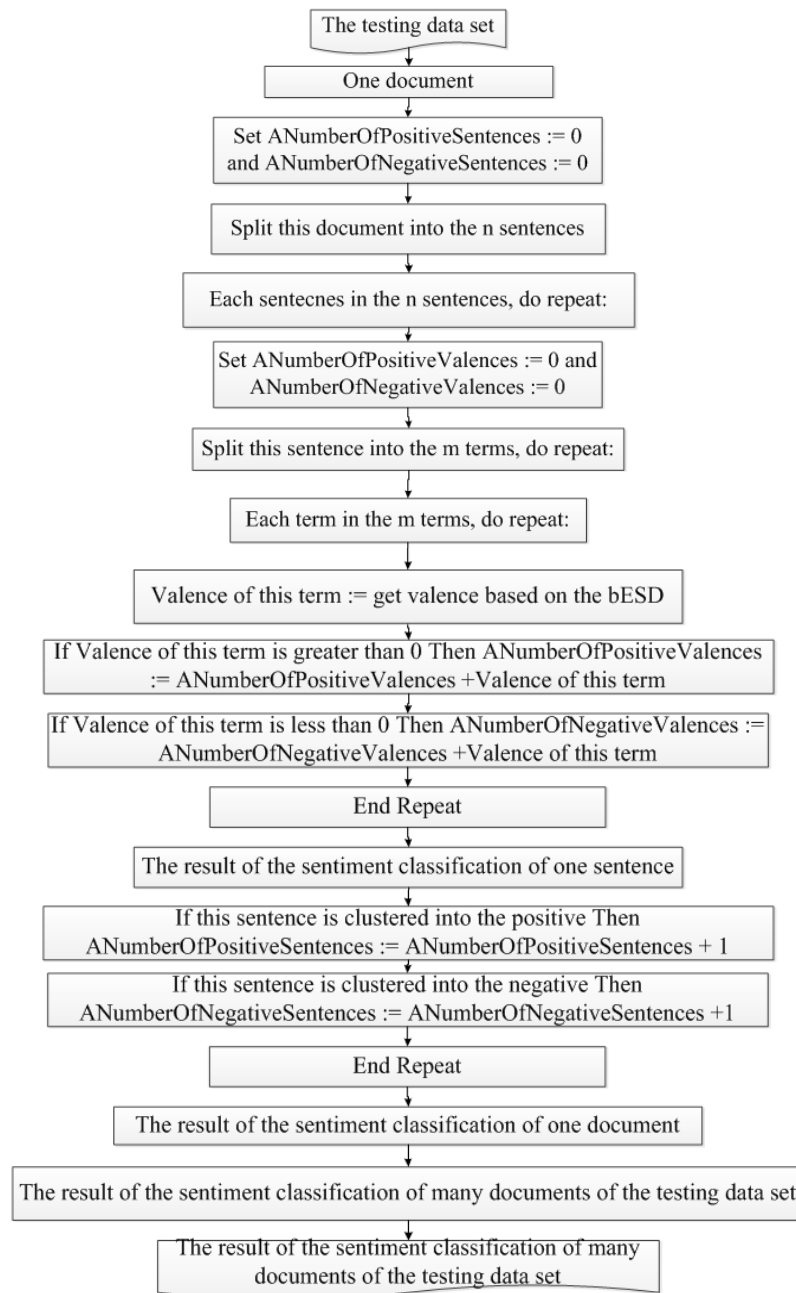 The testing data set
One document
Set ANumberOfPositiveSentences := 0
and ANumberOfNegativeSentences := 0
Split this document into the n sentences
Each sentecnes in the n sentences, do repeat:
Set ANumberOfPositiveValences := 0 and
ANumberOfNegativeValences := 0
Split this sentence into the m terms, do repeat:
Each term in the m terms, do repeat:
Valence of this term := get valence based on the bESD
If Valence of this term is greater than 0 Then ANumberOfPositiveValences
:= ANumberOfPositiveValences +Valence of this term
If Valence of this term is less than 0 Then ANumberOfNegativeValences :=
ANumberOfNegativeValences +Valence of this term
End Repeat
The result of the sentiment classification of one sentence
If this sentence is clustered into the positive Then
ANumberOfPositiveSentences := ANumberOfPositiveSentences + 1
If this sentence is clustered into the negative Then
ANumberOfNegativeSentences := ANumberOfNegativeSentences +1
End Repeat
The result of the sentiment classification of one document
The result of the sentiment classification of many documents of the testing data set
The result of the sentiment classification of many
documents of the testing data set